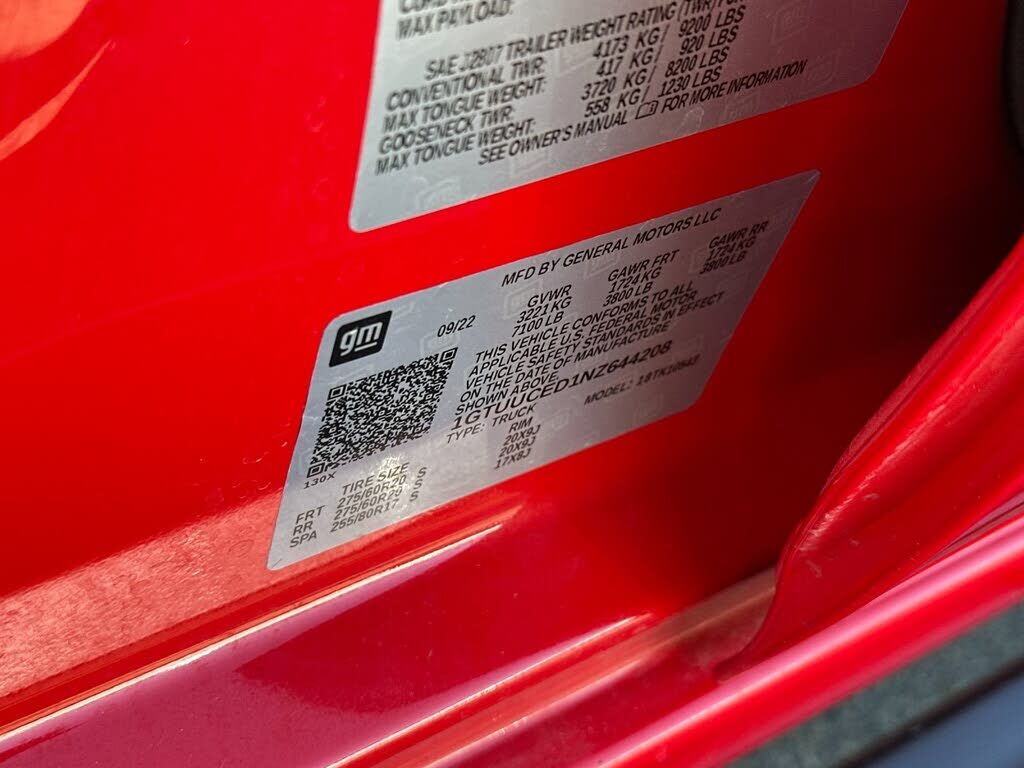 MAX PAYLOAD:
SAE J2807 TRAILER WEIGHT RATING (TWR)
CONVENTIONAL TWR: 4173 KG/ 9200 LBS
MAX TONGUE WEIGHT: 417 KG/ 920 LBS
GOOSENECK TWR: 3720 KG/ 8200 LBS
MAX TONGUE WEIGHT: 558 KG/ 1230 LBS
SEE OWNER'S MANUAL FOR MORE INFORMATION
MFD BY GENERAL MOTORS LLC
gm 09/22
GVWR GAWR FRT GAWR RR
3221 KG 1724 KG 1724 KG
7100 LB 3800 LB 3800 LB
THIS VEHICLE CONFORMS TO ALL
APPLICABLE U.S. FEDERAL MOTOR
VEHICLE SAFETY STANDARDS IN EFFECT
ON THE DATE OF MANUFACTURE
SHOWN ABOVE.
1GTUUCED1NZ644208
TYPE: TRUCK MODEL: 18TK10543
130X
TIRE SIZE RIM
FRT 275/60R20 S 20X9J
RR 275/60R20 S 20X9J
SPA 255/80R17 S 17X8J